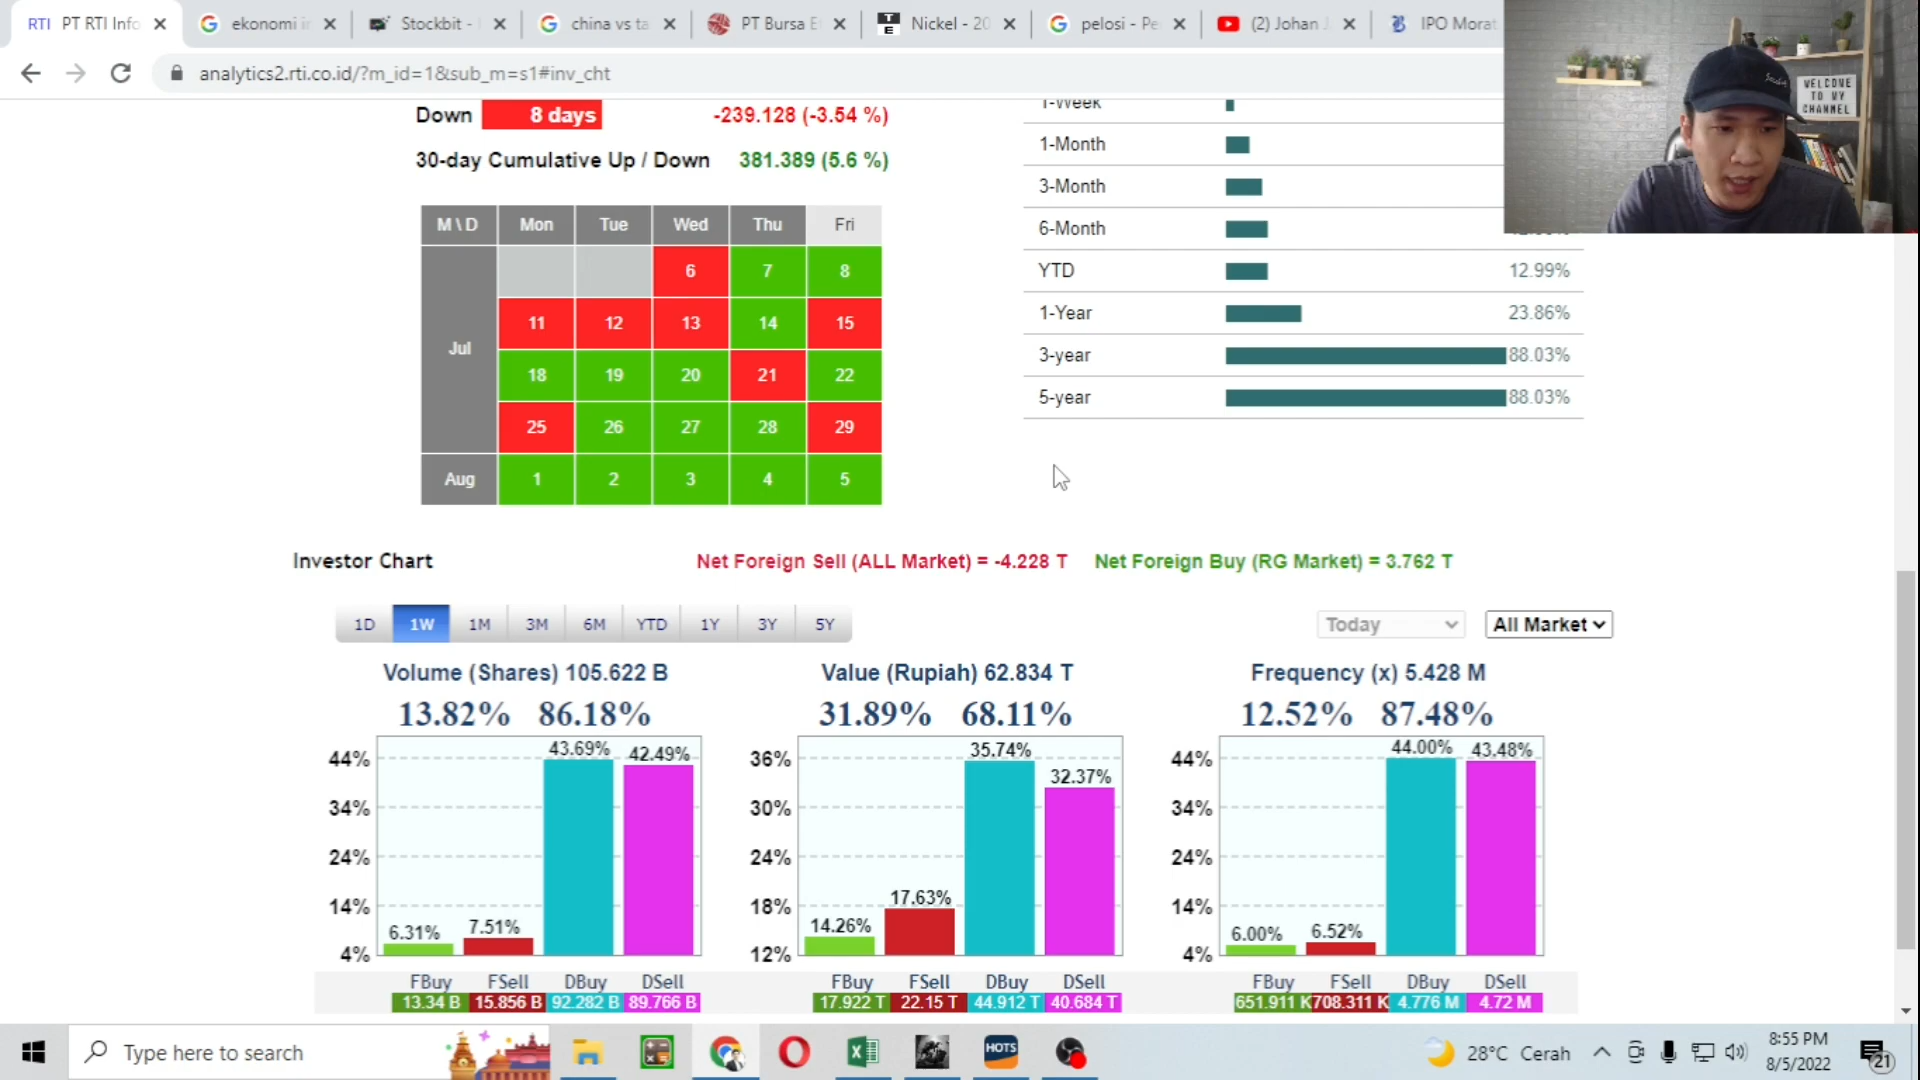 RTI PT RTI Info
ekonomi in
Stockbit -
china vs ta
PT Bursa E
TE
Nickel - 20
pelosi - Pe
(2) Johan J
IPO Morat
analytics2.rti.co.id/?m_id=1&sub_m=s1#inv_cht
WELCOME
TO MY
CHANNEL
Down 8 days -239.128 (-3.54 %)
30-day Cumulative Up / Down 381.389 (5.6 %)
M \ D Mon Tue Wed Thu Fri
Jul
6 7 8
11 12 13 14 15
18 19 20 21 22
25 26 27 28 29
Aug 1 2 3 4 5
1-Week
1-Month
3-Month
6-Month
YTD 12.99%
1-Year 23.86%
3-year 88.03%
5-year 88.03%
Investor Chart Net Foreign Sell (ALL Market) = -4.228 T Net Foreign Buy (RG Market) = 3.762 T
1D 1W 1M 3M 6M YTD 1Y 3Y 5Y
Today All Market
Volume (Shares) 105.622 B
13.82% 86.18%
44%
34%
24%
14%
4%
6.31% 7.51% 43.69% 42.49%
FBuy FSell DBuy DSell
13.34 B 15.856 B 92.282 B 89.766 B
Value (Rupiah) 62.834 T
31.89% 68.11%
36%
30%
24%
18%
12%
14.26% 17.63% 35.74% 32.37%
FBuy FSell DBuy DSell
17.922 T 22.15 T 44.912 T 40.684 T
Frequency (x) 5.428 M
12.52% 87.48%
44%
34%
24%
14%
4%
6.00% 6.52% 44.00% 43.48%
FBuy FSell DBuy DSell
651.911 K 708.311 K 4.776 M 4.72 M
Type here to search
HOTS
28°C Cerah
8:55 PM
8/5/2022
21